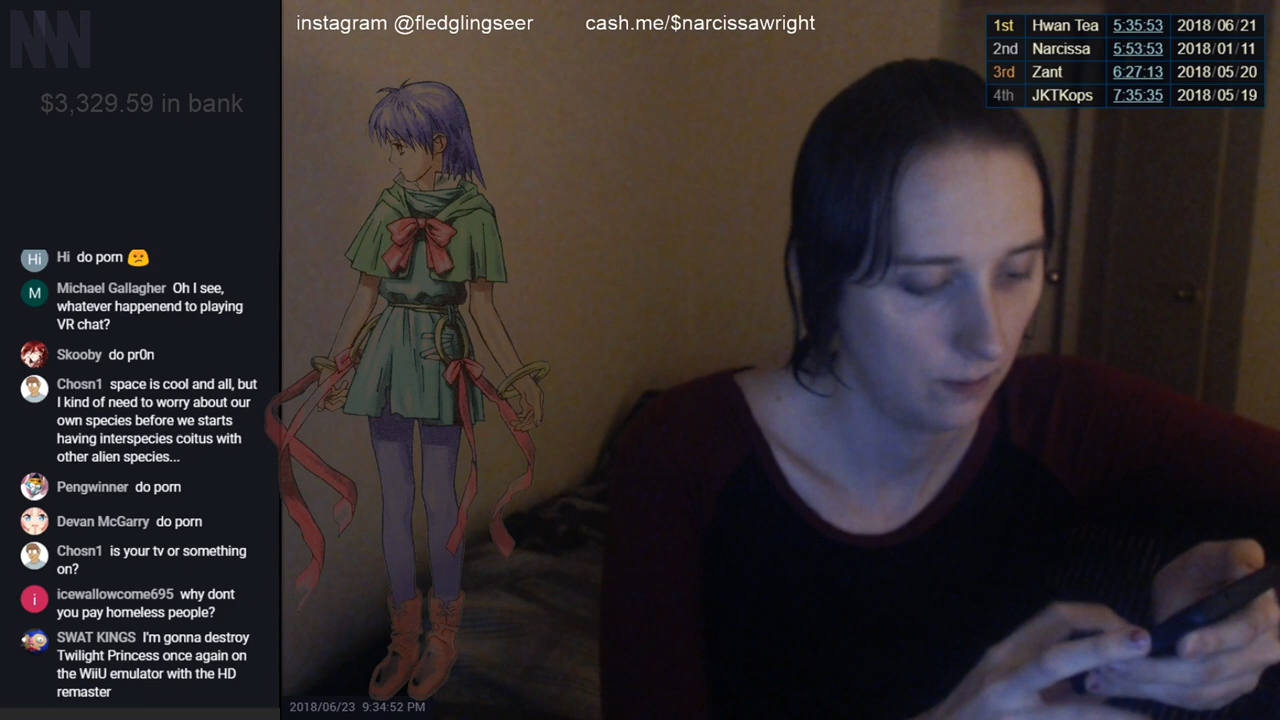 instagram @fledglingseer cash.me/$narcissawright
NNN
$3,329.59 in bank
1st Hwan Tea 5:35:53 2018/06/21
2nd Narcissa 5:53:53 2018/01/11
3rd Zant 6:27:13 2018/05/20
4th JKTKops 7:35:35 2018/05/19
Hi Hi do porn
M Michael Gallagher Oh I see,
whatever happenend to playing
VR chat?
Skooby do pr0n
Chosn1 space is cool and all, but
I kind of need to worry about our
own species before we starts
having interspecies coitus with
other alien species...
Pengwinner do porn
Devan McGarry do porn
Chosn1 is your tv or something
on?
i icewallowcome695 why dont
you pay homeless people?
SWAT KINGS I'm gonna destroy
Twilight Princess once again on
the WiiU emulator with the HD
remaster
2018/06/23 9:34:52 PM